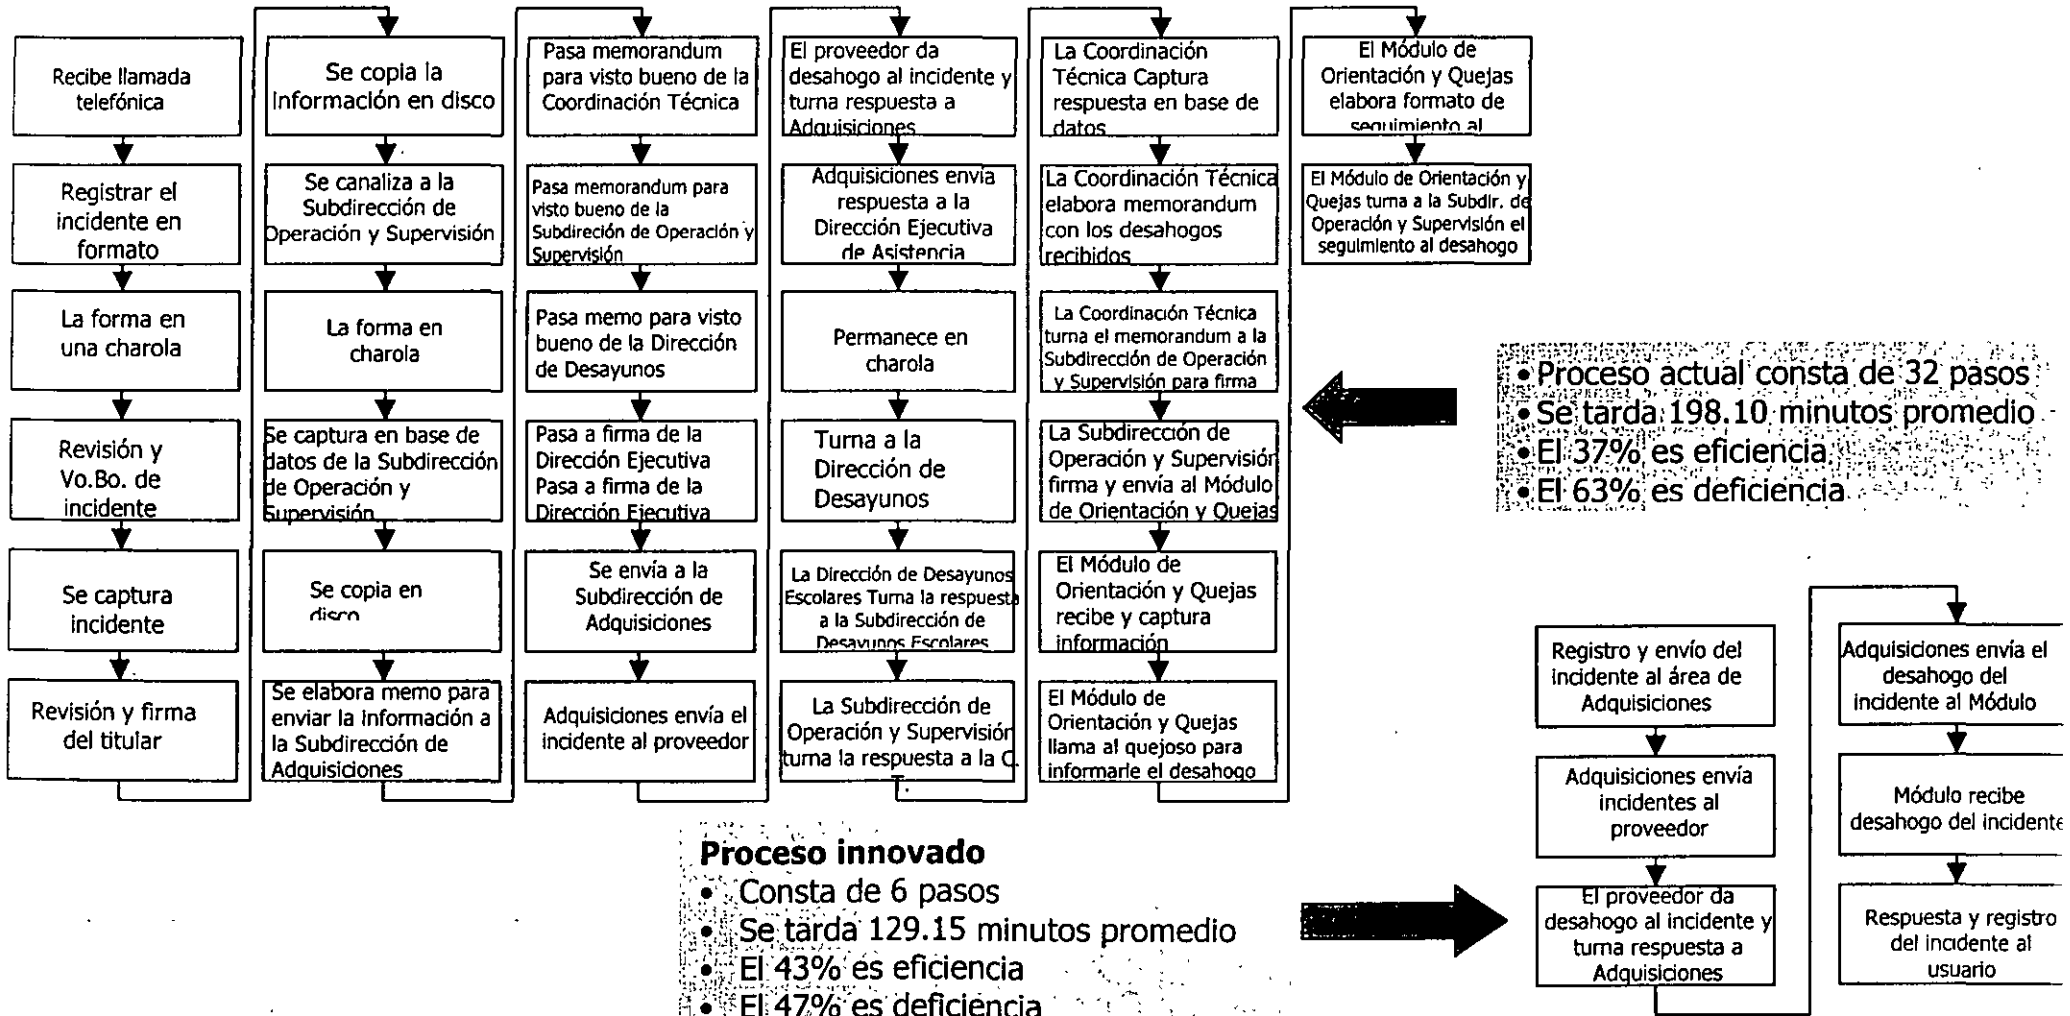 Recibe llamada
telefónica
Registrar el
incidente en
formato
La forma en
una charola
Revisión y
Vo.Bo. de
incidente
Se captura
incidente
Revisión y firma
del titular
Se copia la
Información en disco
Se canaliza a la
Subdirección de
Operación y Supervisión
La forma en
charola
Se captura en base de
datos de la Subdirección
de Operación y
Supervisión
Se copia en
disco
Se elabora memo para
enviar la Información a
la Subdirección de
Adquisiciones
Pasa memorandum
para visto bueno de la
Coordinación Técnica
Pasa memorandum para
visto bueno de la
Subdireción de Operación y
Supervisión
Pasa memo para visto
bueno de la Dirección
de Desayunos
Pasa a firma de la
Dirección Ejecutiva
Pasa a firma de la
Dirección Ejecutiva
Se envía a la
Subdirección de
Adquisiciones
Adquisiciones envía el
incidente al proveedor
El proveedor da
desahogo al incidente y
turna respuesta a
Adquisiciones
Adquisiciones envía
respuesta a la
Dirección Ejecutiva
de Asistencia
Permanece en
charola
Turna a la
Dirección de
Desayunos
La Dirección de Desayunos
Escolares Turna la respuesta
a la Subdirección de
Desayunos Escolares
La Subdirección de
Operación y Supervisión
turna la respuesta a la C.
La Coordinación
Técnica Captura
respuesta en base de
datos
La Coordinación Técnica
elabora memorandum
con los desahogos
recibidos
La Coordinación Técnica
turna el memorandum a la
Subdirección de Operación
y Supervisión para firma
La Subdirección de
Operación y Supervisión
firma y envía al Módulo
de Orientación y Quejas
El Módulo de
Orientación y Quejas
recibe y captura
información
El Módulo de
Orientación y Quejas
llama al quejoso para
informarle el desahogo
El Módulo de
Orientación y Quejas
elabora formato de
seguimiento al
El Módulo de Orientación y
Quejas turna a la Subdir. de
Operación y Supervisión el
seguimiento al desahogo
• Proceso actual consta de 32 pasos
• Se tarda 198.10 minutos promedio
• El 37% es eficiencia
• El 63% es deficiencia
Proceso innovado
• Consta de 6 pasos
• Se tarda 129.15 minutos promedio
• El 43% es eficiencia
• El 47% es deficiencia
Registro y envío del
incidente al área de
Adquisiciones
Adquisiciones envía
incidentes al
proveedor
El proveedor da
desahogo al incidente y
turna respuesta a
Adquisiciones
Adquisiciones envía el
desahogo del
incidente al Módulo
Módulo recibe
desahogo del incidente
Respuesta y registro
del incidente al
usuario